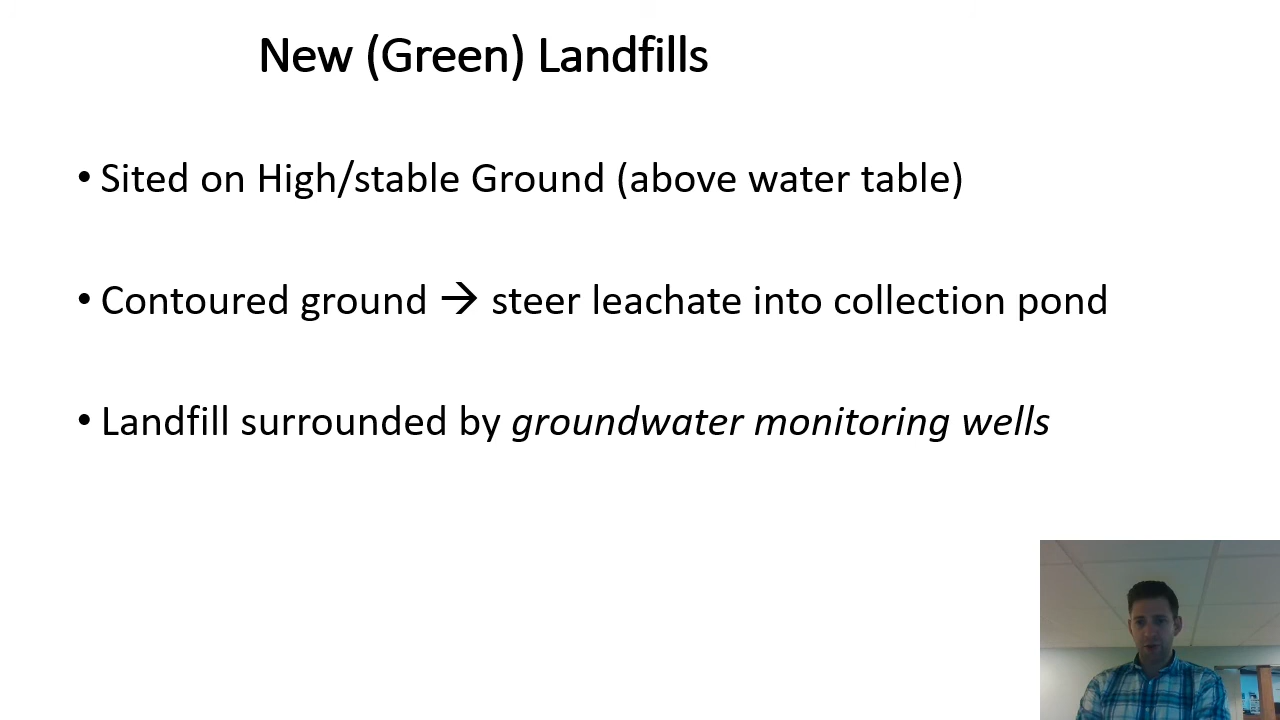 New (Green) Landfills
• Sited on High/stable Ground (above water table)
• Contoured ground → steer leachate into collection pond
• Landfill surrounded by groundwater monitoring wells